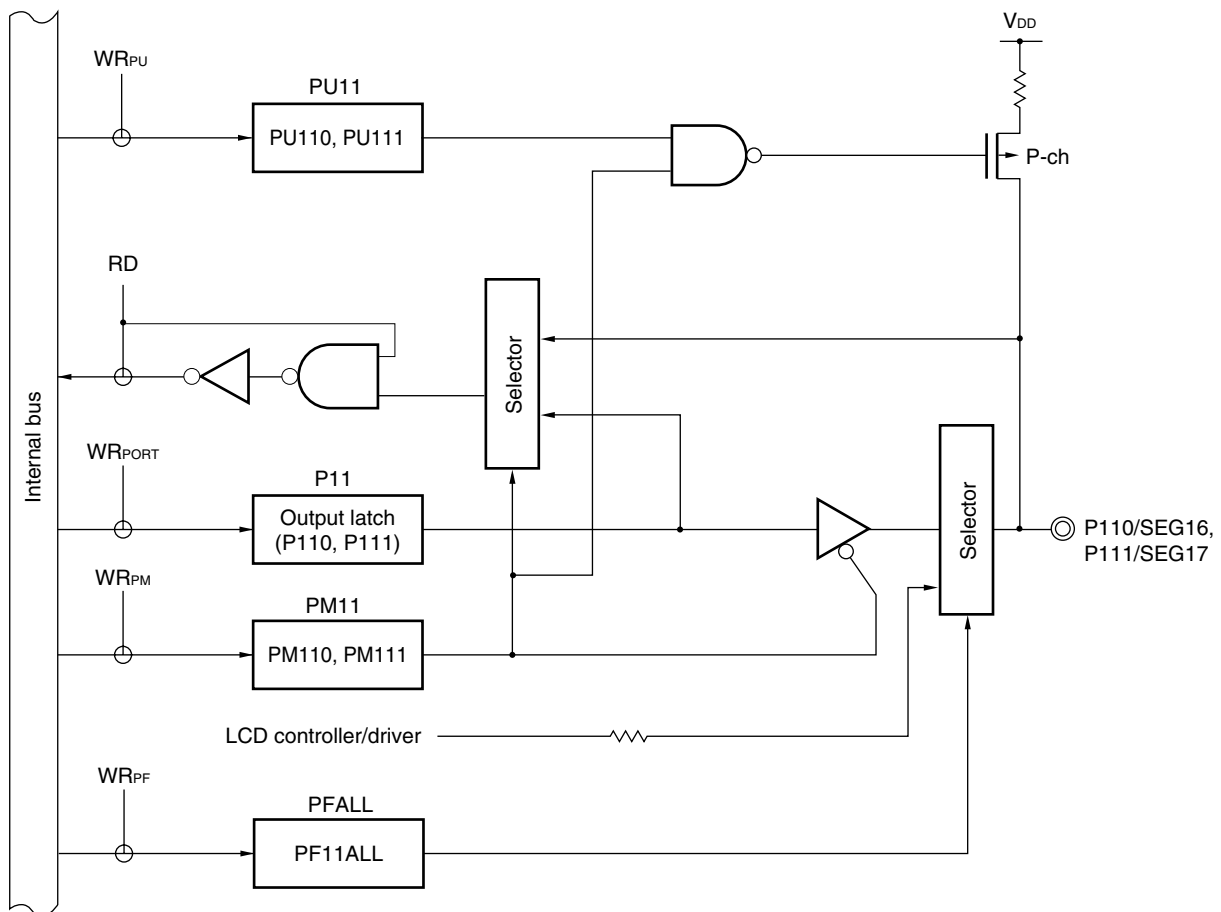 VDD
WRPU
PU11
PU110, PU111
P-ch
RD
Selector
Internal bus
WRPORT
P11
Output latch
(P110, P111)
Selector
P110/SEG16,
P111/SEG17
WRPM
PM11
PM110, PM111
LCD controller/driver
WRPF
PFALL
PF11ALL